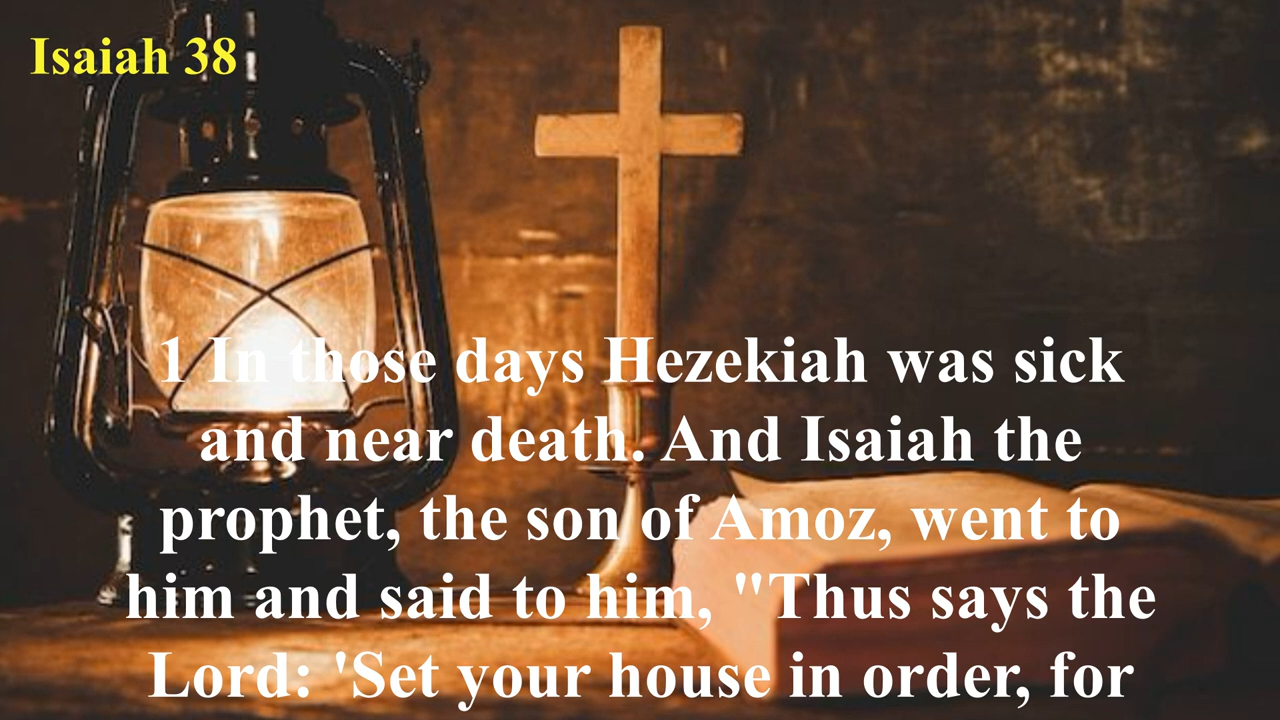 Isaiah 38
1 In those days Hezekiah was sick
and near death. And Isaiah the
prophet, the son of Amoz, went to
him and said to him, "Thus says the
Lord: 'Set your house in order, for